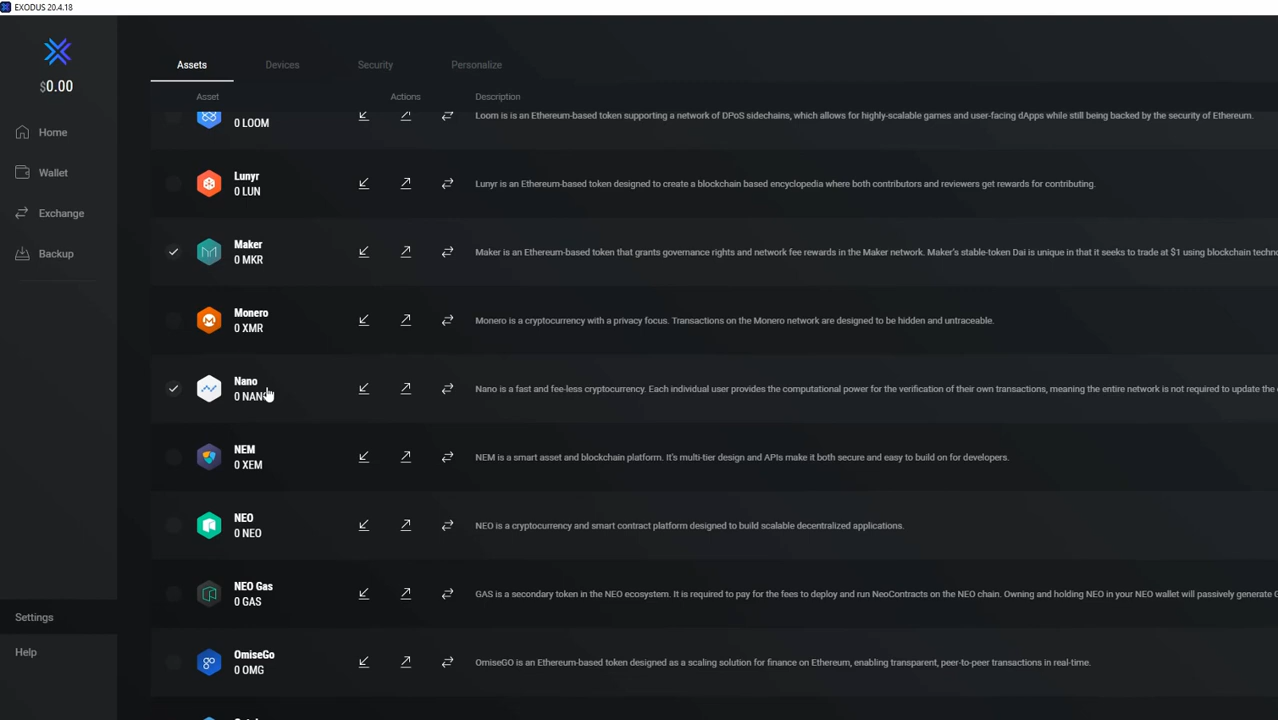 EXODUS 20.4.18
$0.00
Home
Wallet
Exchange
Backup
Settings
Help
Assets Devices Security Personalize
Asset Actions Description
0 LOOM
Loom is is an Ethereum-based token supporting a network of DPoS sidechains, which allows for highly-scalable games and user-facing dApps while still being backed by the security of Ethereum.
Lunyr
0 LUN
Lunyr is an Ethereum-based token designed to create a blockchain based encyclopedia where both contributors and reviewers get rewards for contributing.
Maker
0 MKR
Maker is an Ethereum-based token that grants governance rights and network fee rewards in the Maker network. Maker's stable-token Dai is unique in that it seeks to trade at $1 using blockchain techno
Monero
0 XMR
Monero is a cryptocurrency with a privacy focus. Transactions on the Monero network are designed to be hidden and untraceable.
Nano
0 NANO
Nano is a fast and fee-less cryptocurrency. Each individual user provides the computational power for the verification of their own transactions, meaning the entire network is not required to update the
NEM
0 XEM
NEM is a smart asset and blockchain platform. It's multi-tier design and APIs make it both secure and easy to build on for developers.
NEO
0 NEO
NEO is a cryptocurrency and smart contract platform designed to build scalable decentralized applications.
NEO Gas
0 GAS
GAS is a secondary token in the NEO ecosystem. It is required to pay for the fees to deploy and run NeoContracts on the NEO chain. Owning and holding NEO in your NEO wallet will passively generate
OmiseGo
0 OMG
OmiseGO is an Ethereum-based token designed as a scaling solution for finance on Ethereum, enabling transparent, peer-to-peer transactions in real-time.